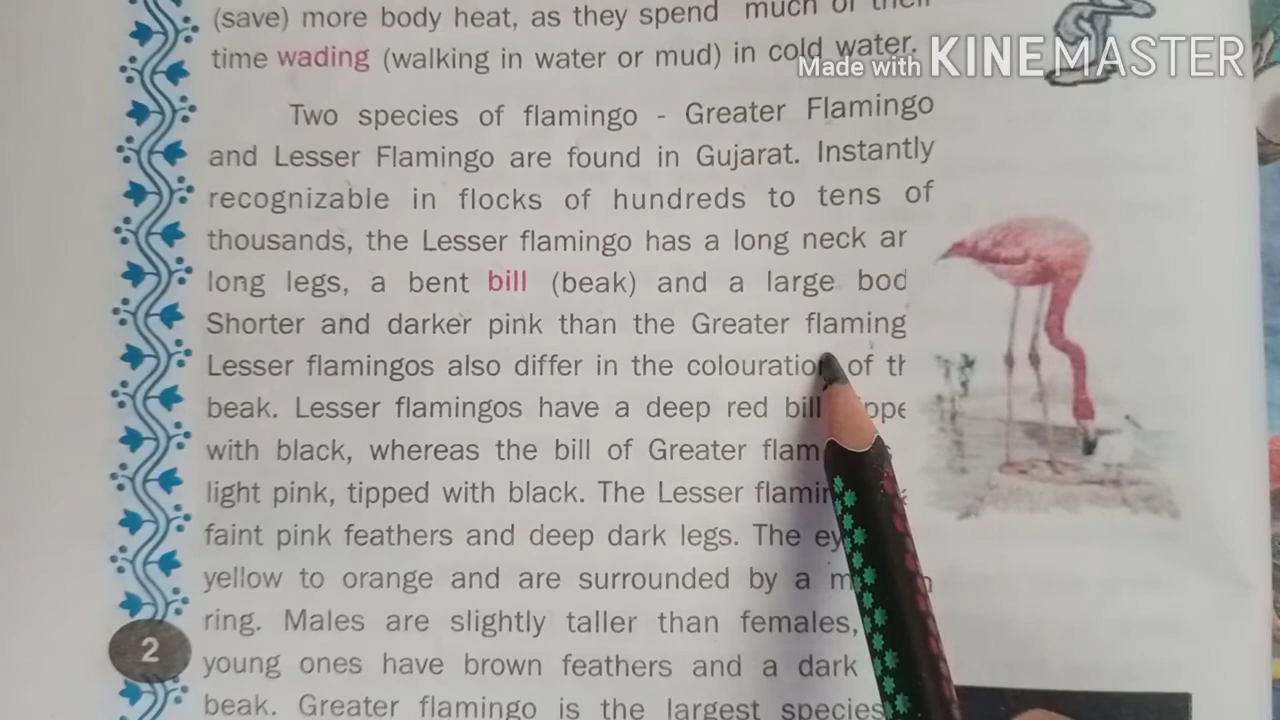 (save) more body heat, as they spend much of their
time wading (walking in water or mud) in cold water.
Made with KINEMASTER
Two species of flamingo - Greater Flamingo
and Lesser Flamingo are found in Gujarat. Instantly
recognizable in flocks of hundreds to tens of
thousands, the Lesser flamingo has a long neck
long legs, a bent bill (beak) and a large
Shorter and darker pink than the Greater
Lesser flamingos also differ in the colouration of
beak. Lesser flamingos have a deep red bill
with black, whereas the bill of Greater
light pink, tipped with black. The Lesser
faint pink feathers and deep dark legs. The
yellow to orange and are surrounded by a
ring. Males are slightly taller than females,
2
young ones have brown feathers and a dark
beak. Greater flamingo is the largest species